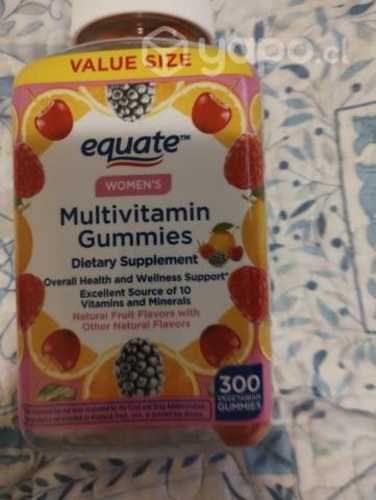 yapo.cl
VALUE SIZE
equate™
WOMEN'S
Multivitamin
Gummies
Dietary Supplement
Overall Health and Wellness Support*
Excellent Source of 10
Vitamins and Minerals
Natural Fruit Flavors with
Other Natural Flavors
300
VEGETARIAN
GUMMIES